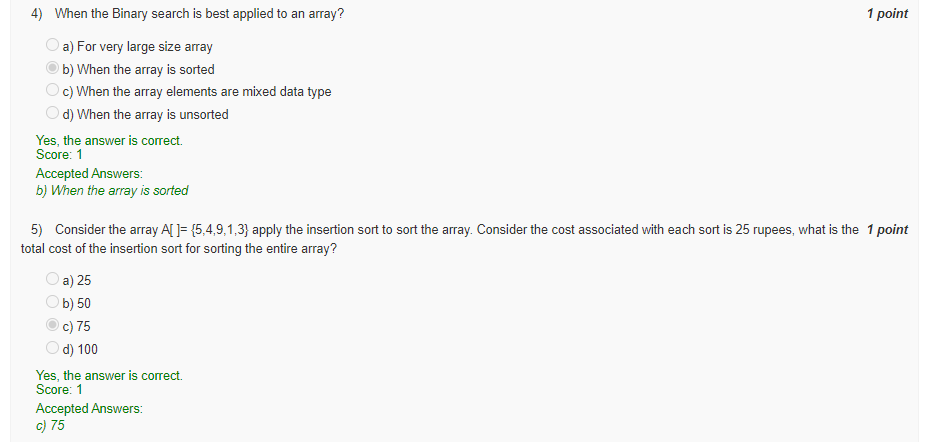 4) When the Binary search is best applied to an array? 1 point
a) For very large size array
b) When the array is sorted
c) When the array elements are mixed data type
d) When the array is unsorted
Yes, the answer is correct.
Score: 1
Accepted Answers:
b) When the array is sorted
5) Consider the array A[ ]= {5,4,9,1,3} apply the insertion sort to sort the array. Consider the cost associated with each sort is 25 rupees, what is the 1 point
total cost of the insertion sort for sorting the entire array?
a) 25
b) 50
c) 75
d) 100
Yes, the answer is correct.
Score: 1
Accepted Answers:
c) 75